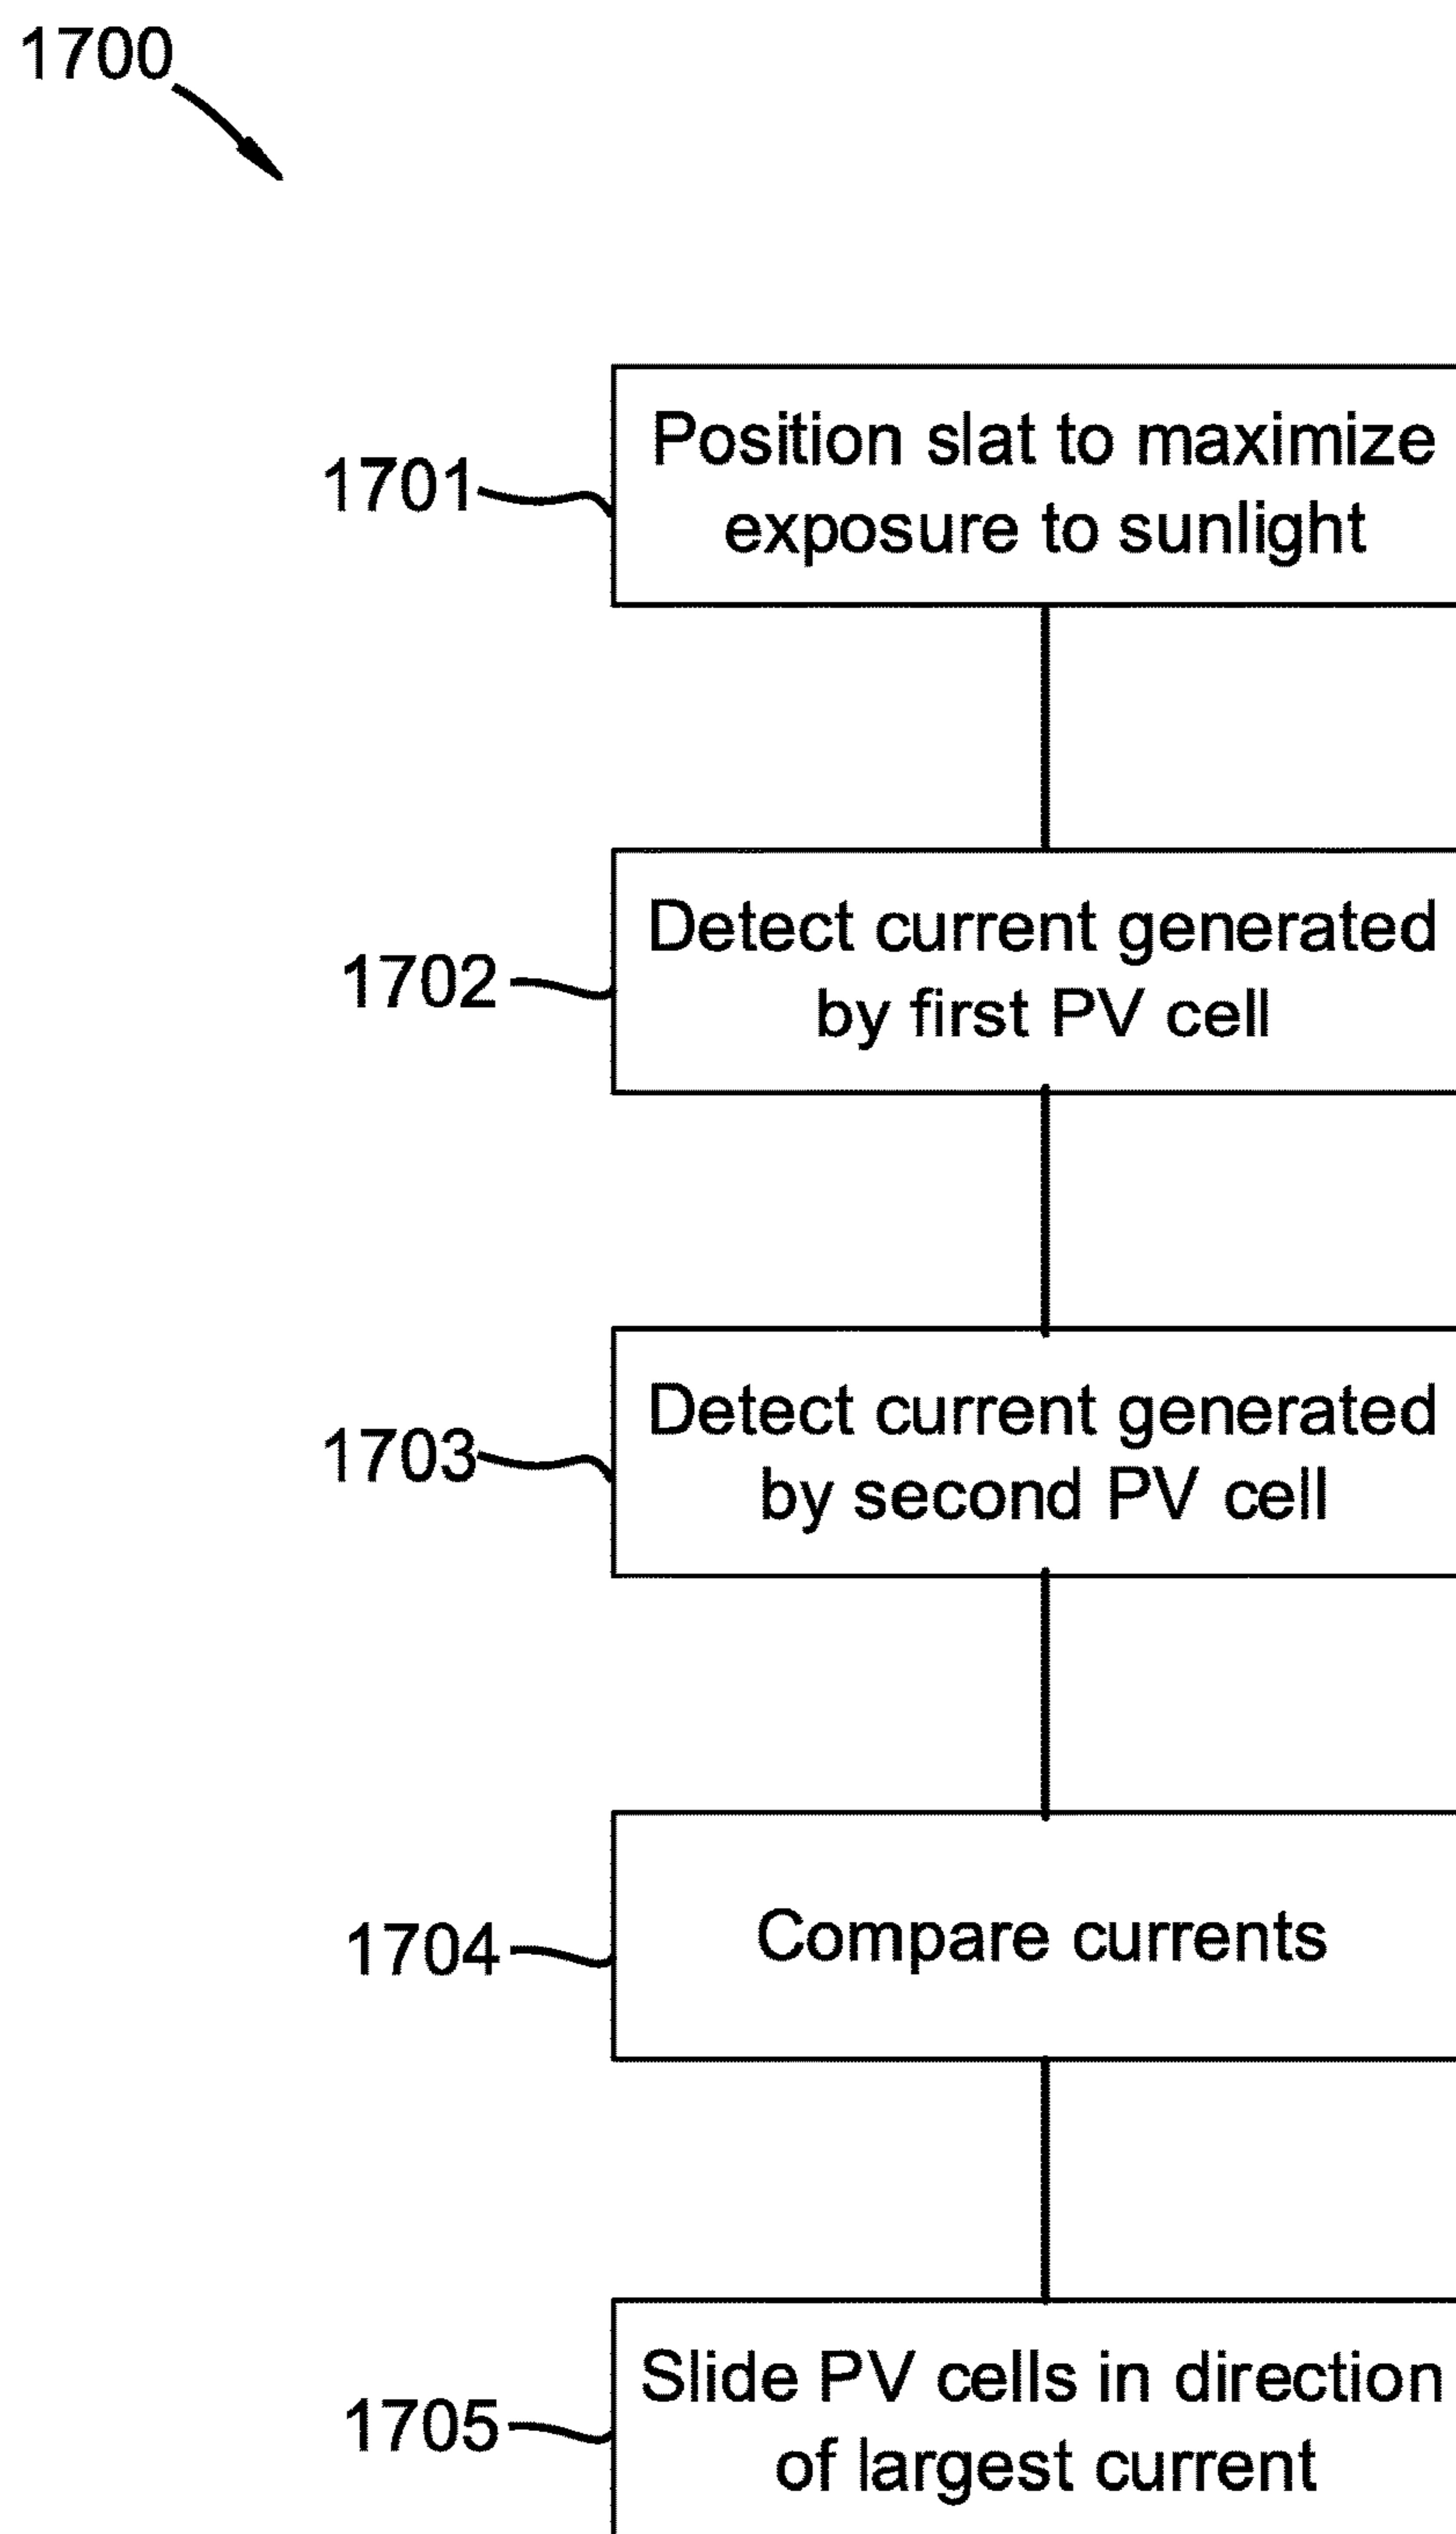 1700
1701
Position slat to maximize
exposure to sunlight
1702
Detect current generated
by first PV cell
1703
Detect current generated
by second PV cell
1704
Compare currents
1705
Slide PV cells in direction
of largest current